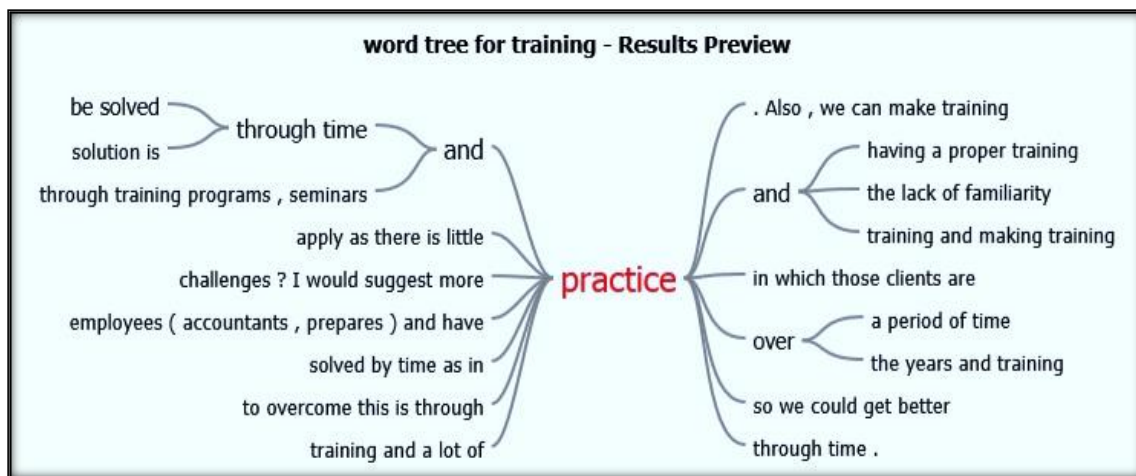 word tree for training - Results Preview
be solved
solution is
through time
through training programs , seminars
and
apply as there is little
challenges ? I would suggest more
employees ( accountants , prepares ) and have
solved by time as in
to overcome this is through
training and a lot of
practice
. Also , we can make training
and
having a proper training
the lack of familiarity
training and making training
in which those clients are
over
a period of time
the years and training
so we could get better
through time .